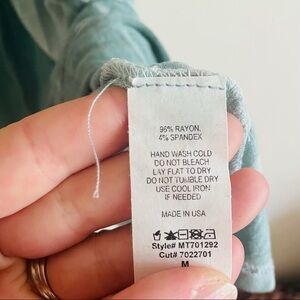 96% RAYON,
4% SPANDEX
HAND WASH COLD
DO NOT BLEACH
LAY FLAT TO DRY
DO NOT TUMBLE DRY
USE COOL IRON
IF NEEDED
MADE IN USA
Style# MT701292
Cut# 7022701
M